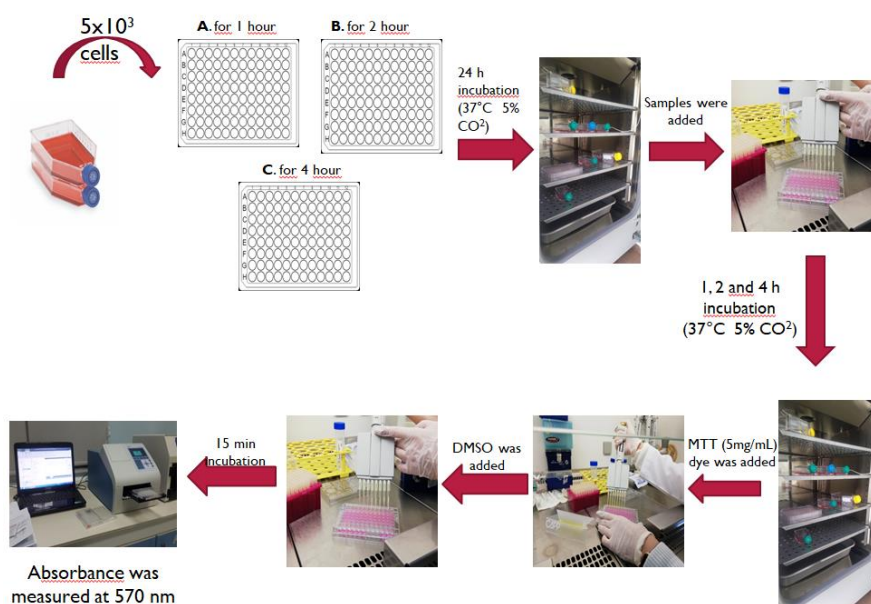 5x10³
cells
A. for 1 hour
B. for 2 hour
C. for 4 hour
A
B
C
D
E
F
G
H
A
B
C
D
E
F
G
H
A
B
C
D
E
F
G
H
24 h
incubation
(37°C 5%
CO²)
Samples were
added
1, 2 and 4 h
incubation
(37°C 5% CO²)
MTT (5mg/mL)
dye was added
DMSO was
added
15 min
incubation
Absorbance was
measured at 570 nm